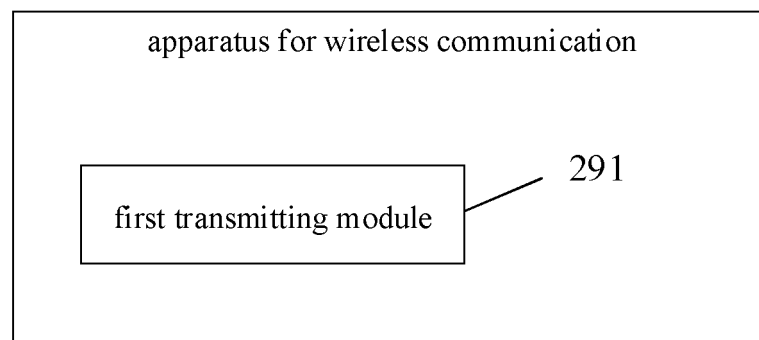 apparatus for wireless communication
291
first transmitting module